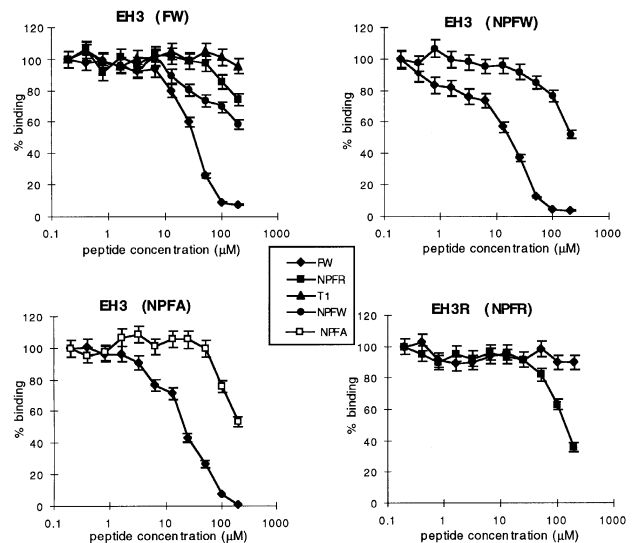 EH3 (FW)
120
100
80
60
40
20
0
% binding
0.1 1 10 100 1000
peptide concentration (µM)
EH3 (NPFW)
120
100
80
60
40
20
0
% binding
0.1 1 10 100 1000
peptide concentration (µM)
FW
NPFR
T1
NPFW
NPFA
EH3 (NPFA)
120
100
80
60
40
20
0
% binding
0.1 1 10 100 1000
peptide concentration (µM)
EH3R (NPFR)
120
100
80
60
40
20
0
% binding
0.1 1 10 100 1000
peptide concentration (µM)